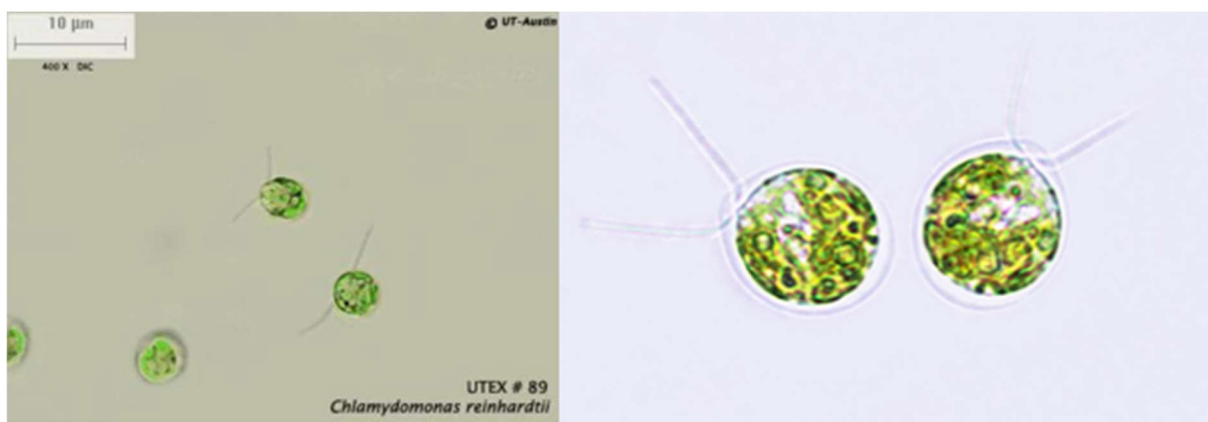 10 µm
400 X DIC
© UT-Austin
UTEX # 89
Chlamydomonas reinhardtii